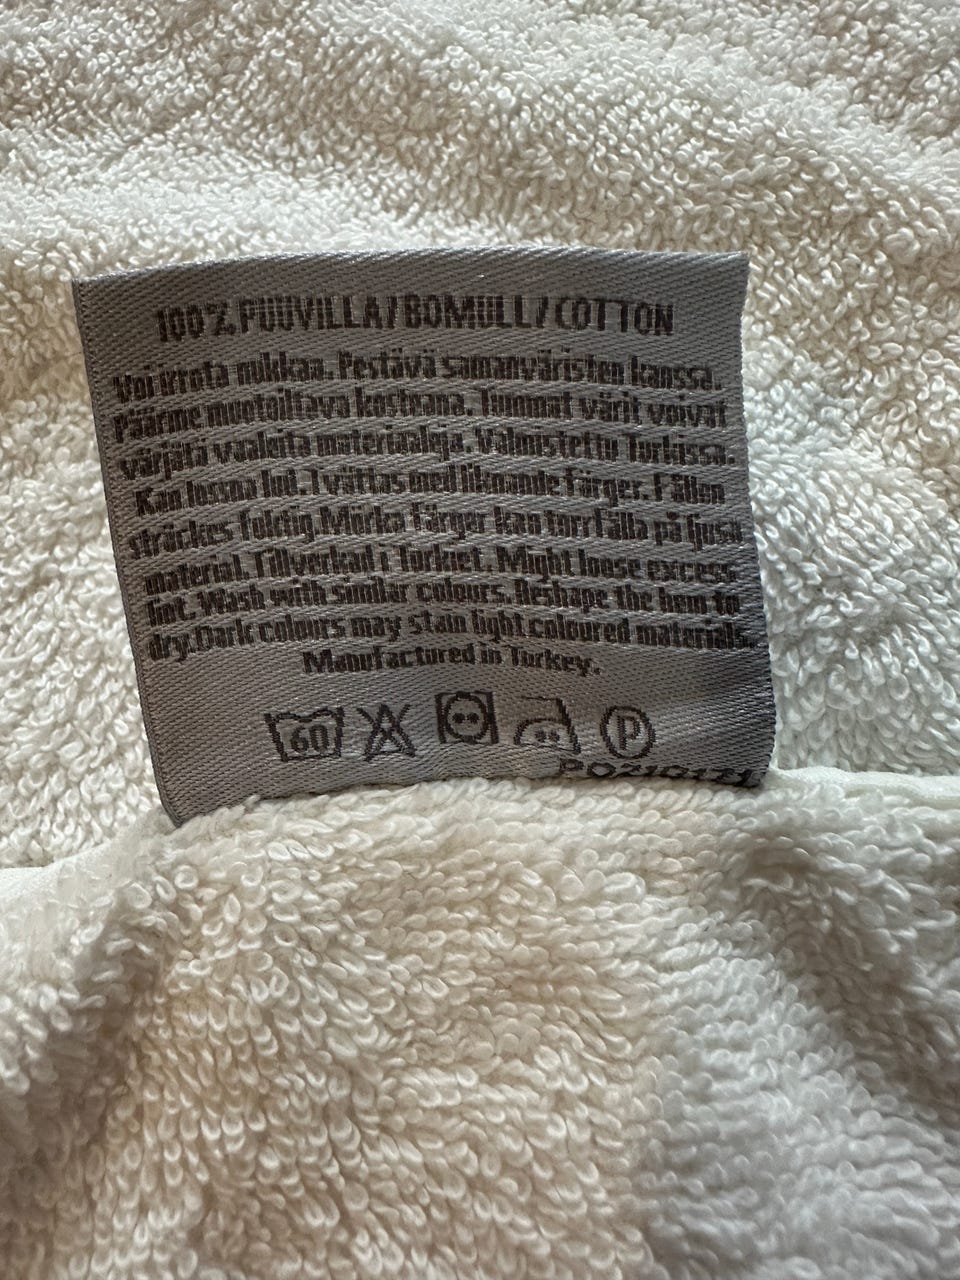 100% PUUVILLA/BOMULL/COTTON
Voi irrota nukkaa. Pestävä samanväristen kanssa.
Päärme muotoiltava kosteana. Tummat värit voivat
värjätä vaaleita materiaaleja. Valmistettu Turkissa.
Kan lossna ludd. Tvättas med liknande färger. Fållen
sträckes fuktig. Mörka färger kan torrfälla på ljusa
material. Tillverkad i Turkiet. Might loose excess
lint. Wash with similar colours. Reshape the hem to
dry. Dark colours may stain light coloured materials.
Manufactured in Turkey.
60 P